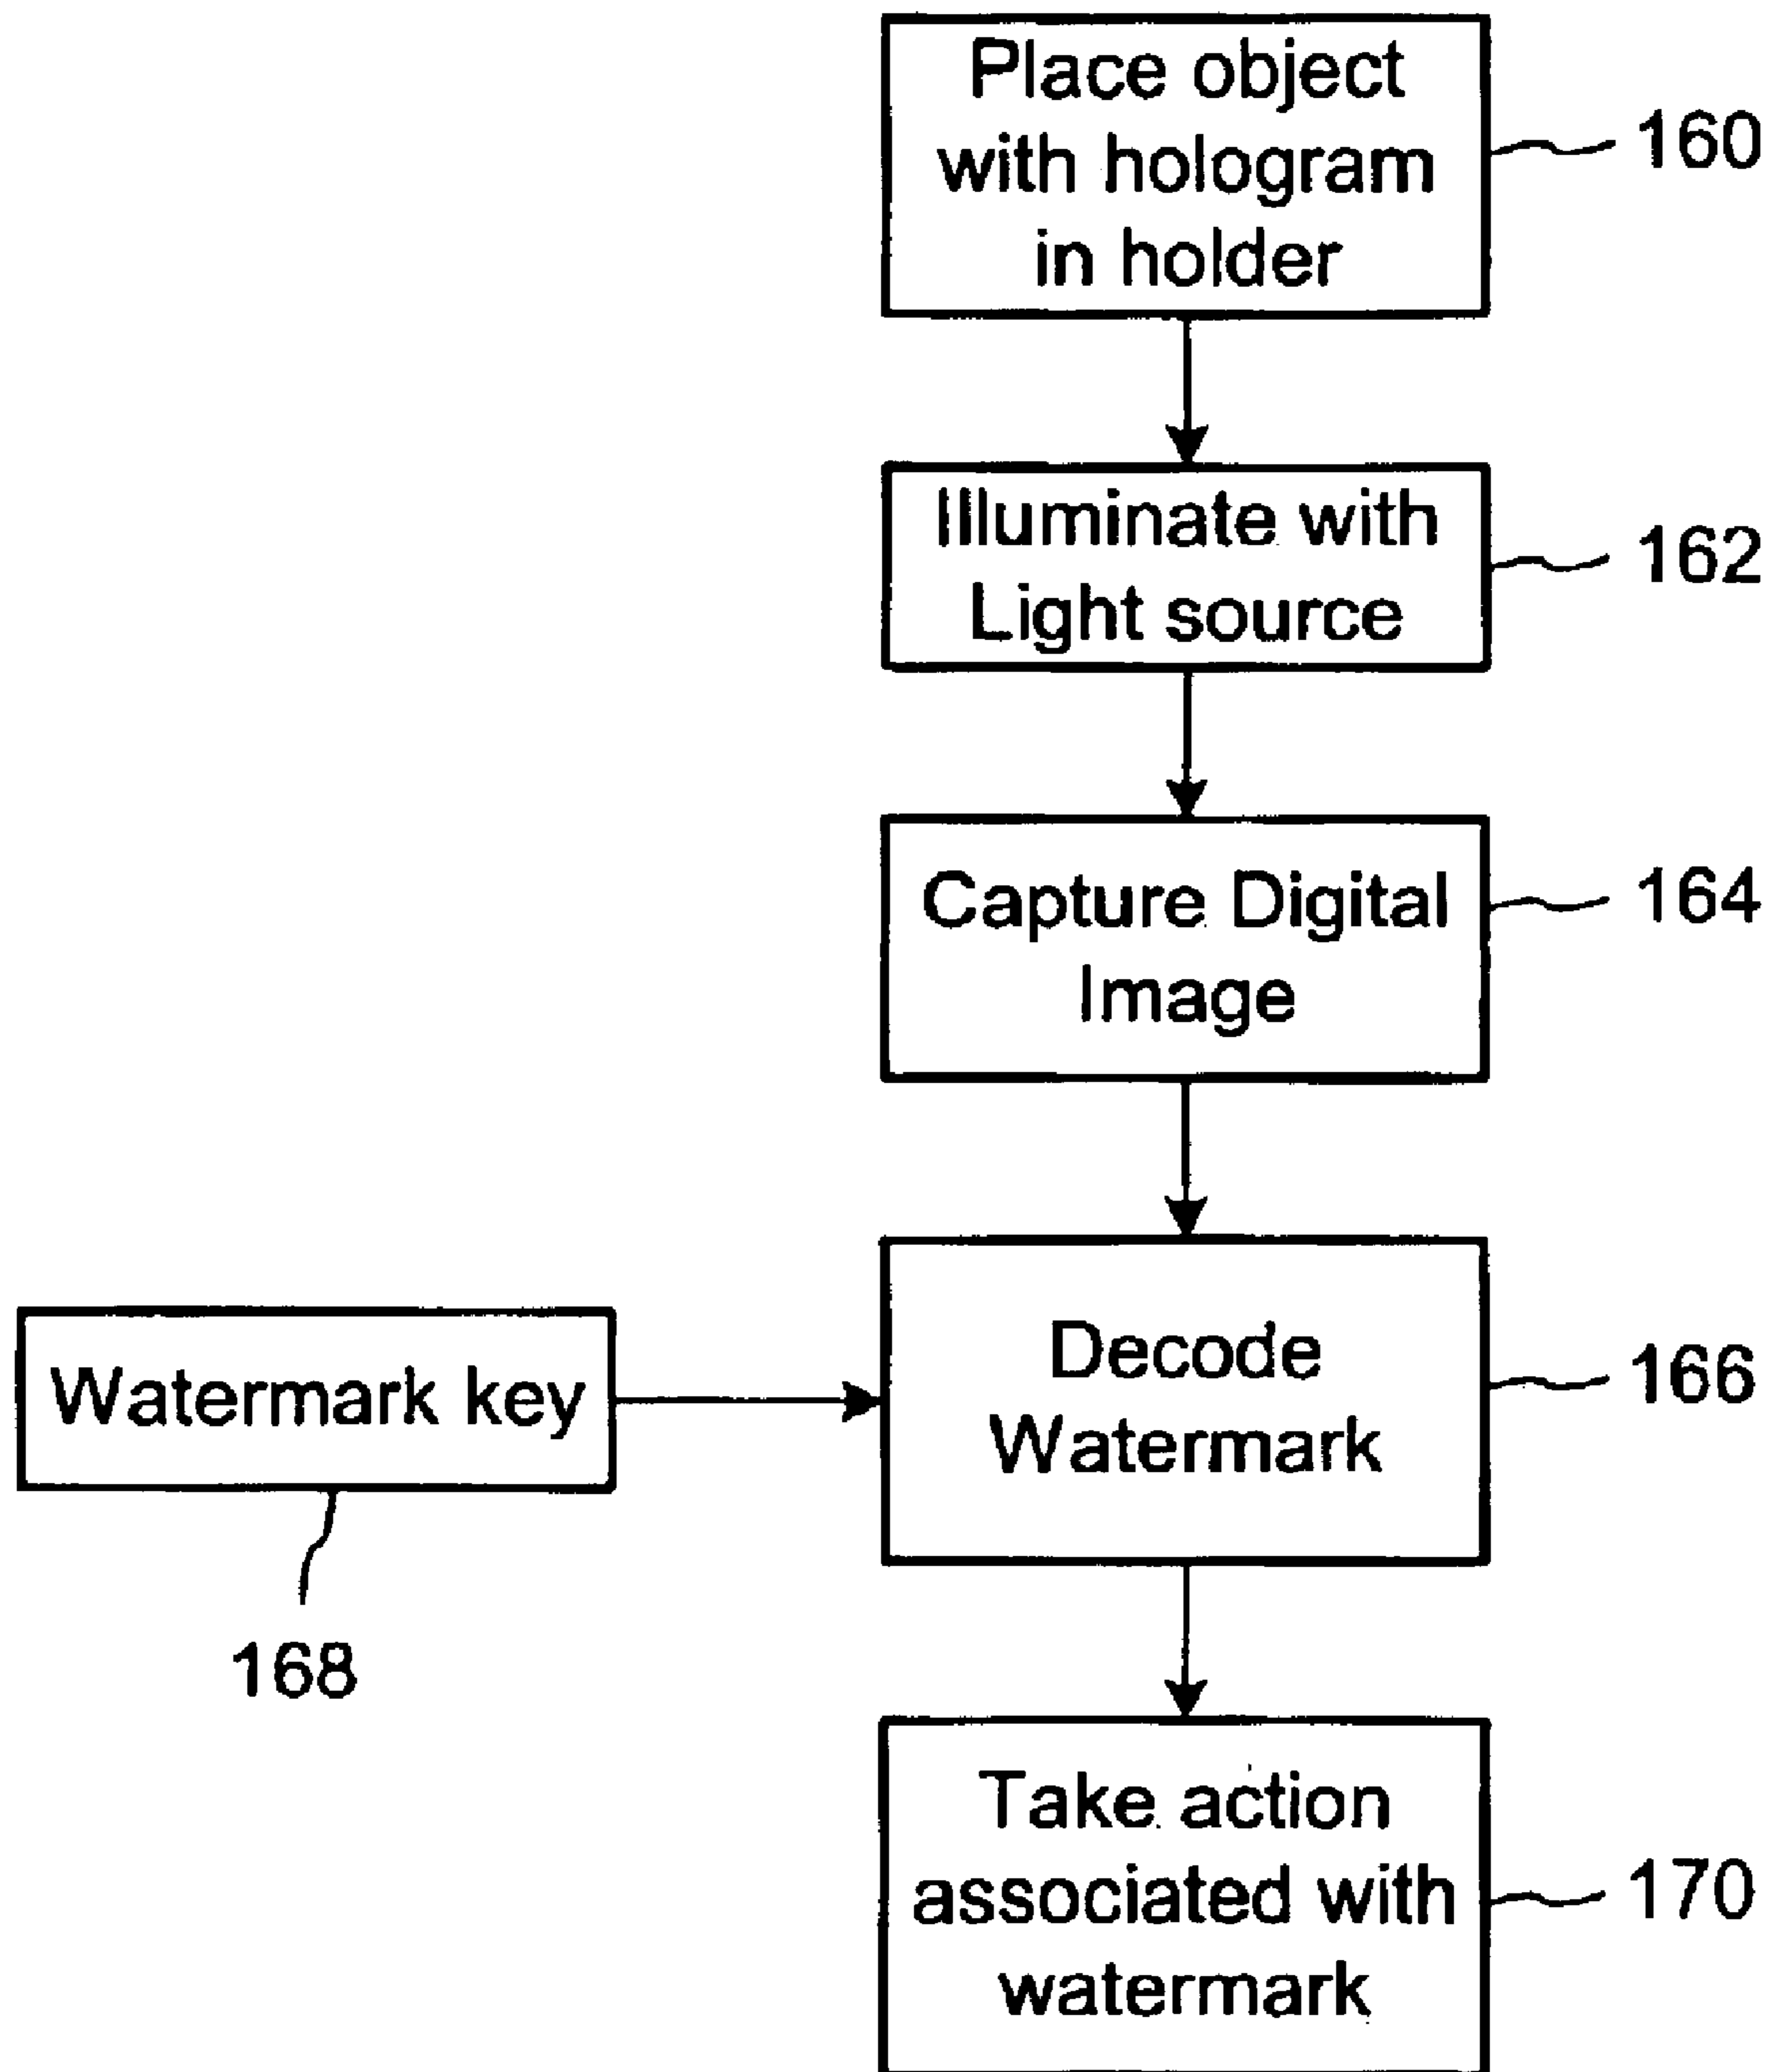 Place object
with hologram
in holder
160
Illuminate with
Light source
162
Capture Digital
Image
164
Decode
Watermark
166
Watermark key
168
Take action
associated with
watermark
170